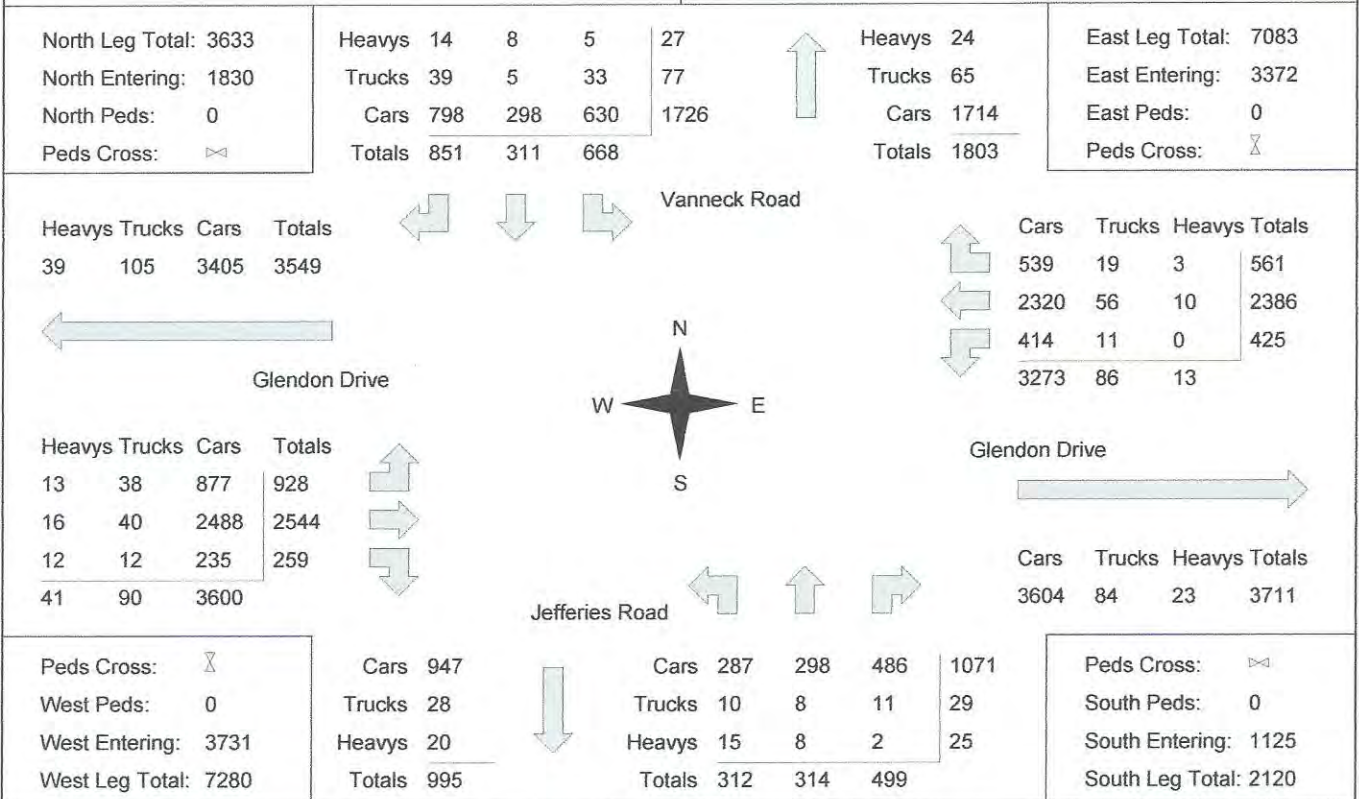 North Leg Total: 3633
North Entering: 1830
North Peds: 0
Peds Cross:
Heavys 14 8 5 27
Trucks 39 5 33 77
Cars 798 298 630 1726
Totals 851 311 668
Heavys 24
Trucks 65
Cars 1714
Totals 1803
East Leg Total: 7083
East Entering: 3372
East Peds: 0
Peds Cross:
Vanneck Road
Heavys Trucks Cars Totals
39 105 3405 3549
Cars Trucks Heavys Totals
539 19 3 561
2320 56 10 2386
414 11 0 425
3273 86 13
Glendon Drive
N
W E
S
Heavys Trucks Cars Totals
13 38 877 928
16 40 2488 2544
12 12 235 259
41 90 3600
Glendon Drive
Cars Trucks Heavys Totals
3604 84 23 3711
Jefferies Road
Peds Cross:
West Peds: 0
West Entering: 3731
West Leg Total: 7280
Cars 947
Trucks 28
Heavys 20
Totals 995
Cars 287 298 486 1071
Trucks 10 8 11 29
Heavys 15 8 2 25
Totals 312 314 499
Peds Cross:
South Peds: 0
South Entering: 1125
South Leg Total: 2120